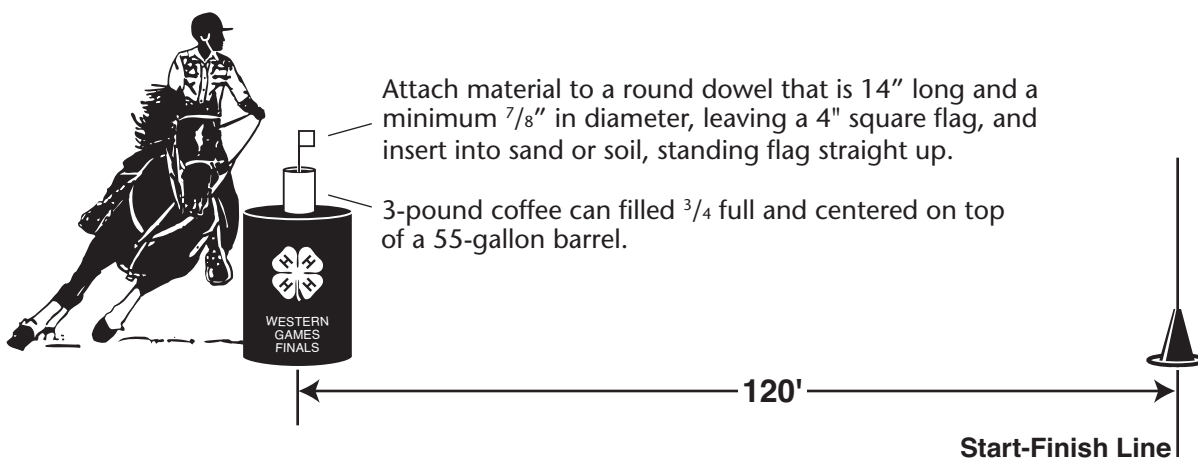 Attach material to a round dowel that is 14″ long and a
minimum 7/8″ in diameter, leaving a 4" square flag, and
insert into sand or soil, standing flag straight up.
3-pound coffee can filled 3/4 full and centered on top
of a 55-gallon barrel.
H H
H H
WESTERN
GAMES
FINALS
120'
Start-Finish Line